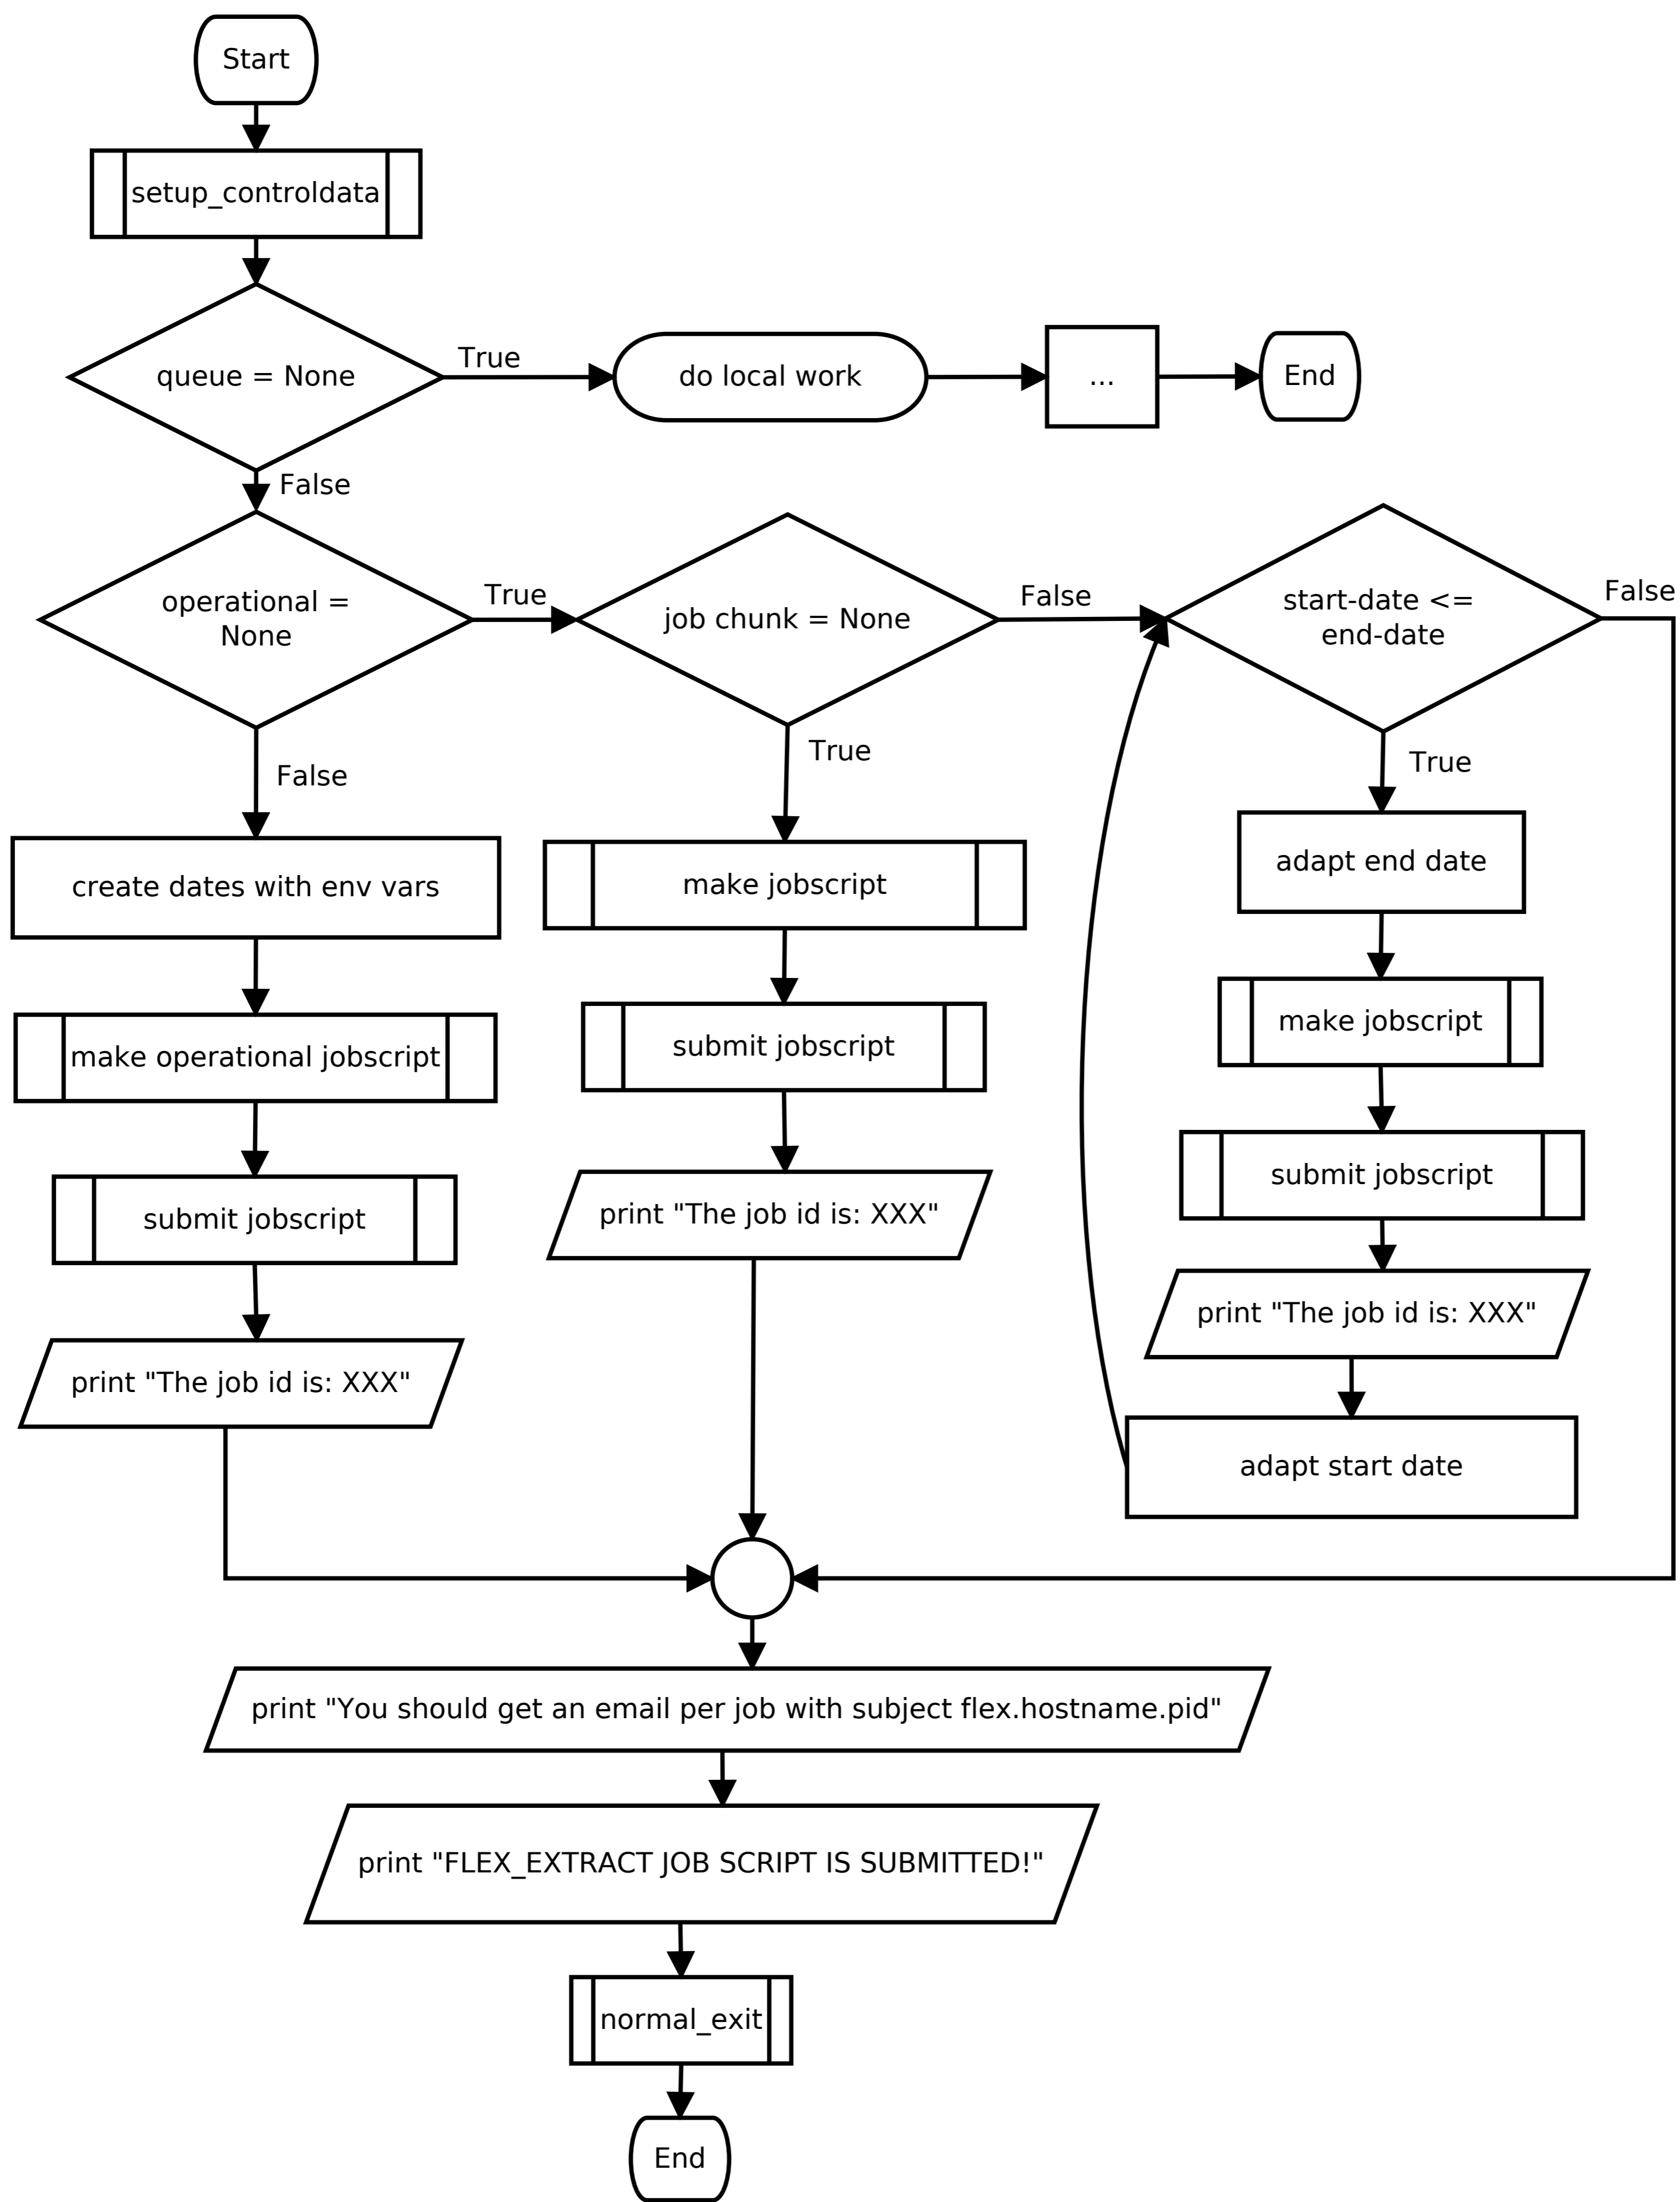 Start
setup_controldata
queue = None
True
do local work
...
End
False
operational =
None
True
job chunk = None
False
start-date <=
end-date
False
False
True
True
create dates with env vars
make operational jobscript
submit jobscript
print "The job id is: XXX"
make jobscript
submit jobscript
print "The job id is: XXX"
adapt end date
make jobscript
submit jobscript
print "The job id is: XXX"
adapt start date
print "You should get an email per job with subject flex.hostname.pid"
print "FLEX_EXTRACT JOB SCRIPT IS SUBMITTED!"
normal_exit
End